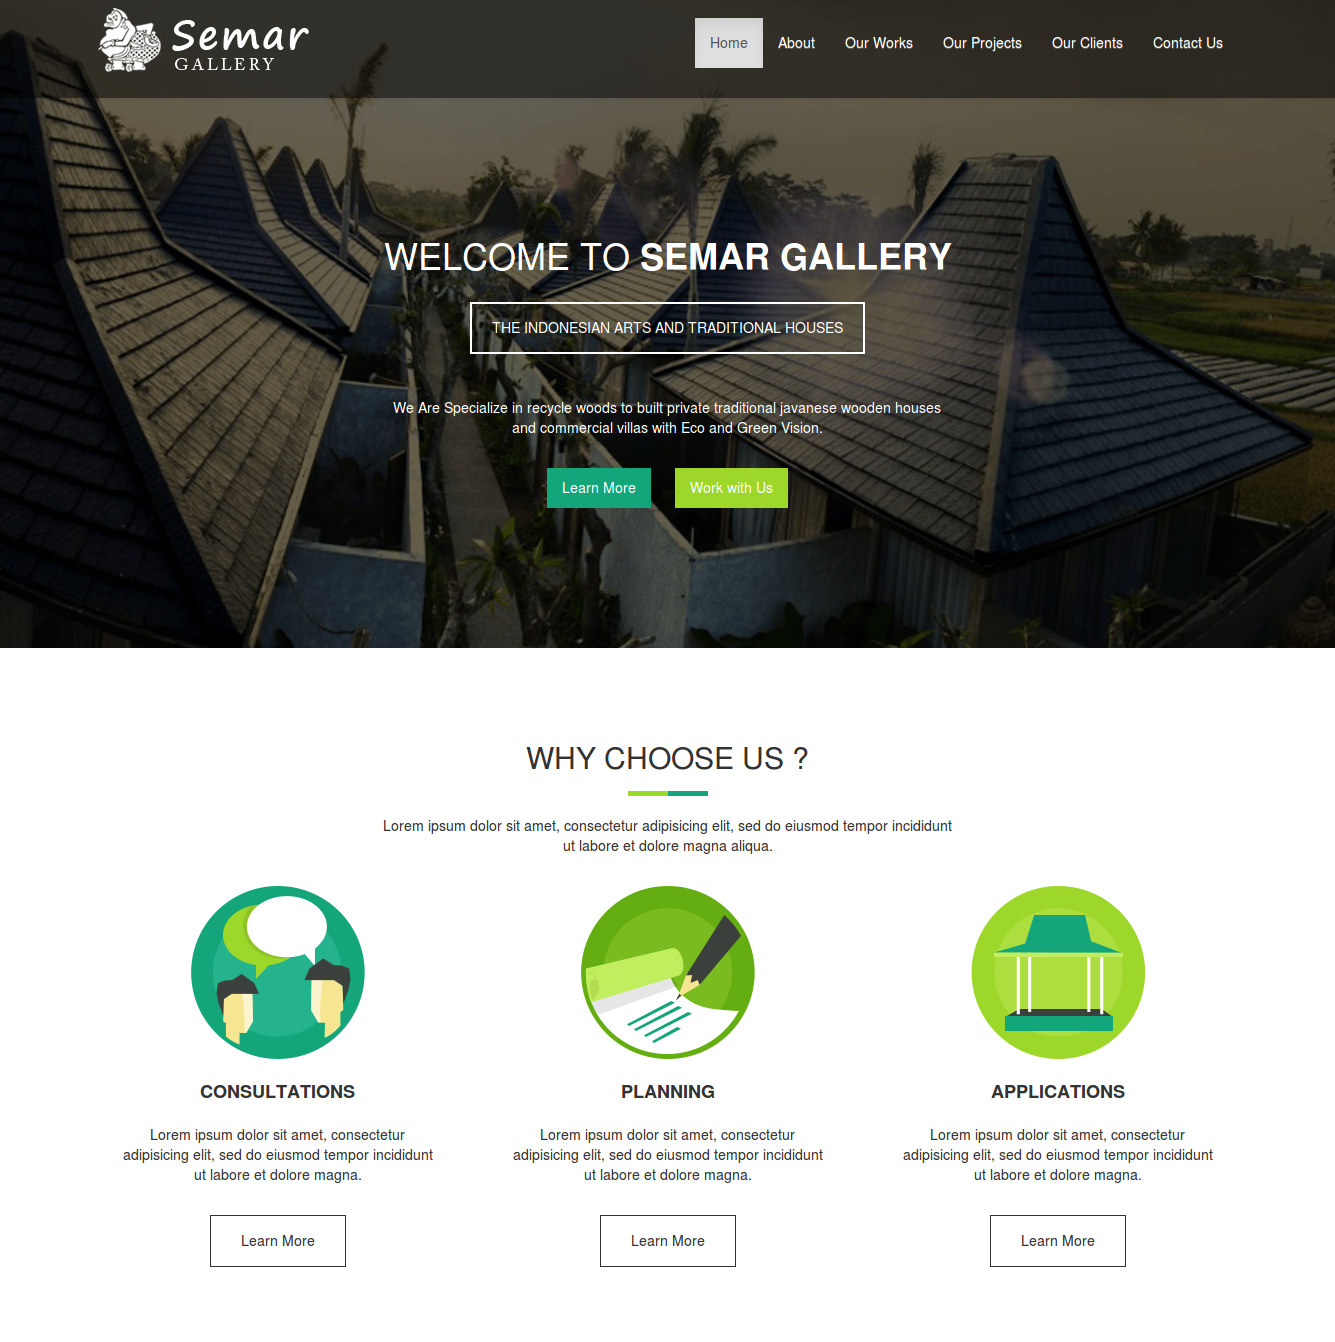 Semar
GALLERY
Home About Our Works Our Projects Our Clients Contact Us
WELCOME TO SEMAR GALLERY
THE INDONESIAN ARTS AND TRADITIONAL HOUSES
We Are Specialize in recycle woods to built private traditional javanese wooden houses
and commercial villas with Eco and Green Vision.
Learn More Work with Us
WHY CHOOSE US ?
Lorem ipsum dolor sit amet, consectetur adipisicing elit, sed do eiusmod tempor incididunt
ut labore et dolore magna aliqua.
CONSULTATIONS
Lorem ipsum dolor sit amet, consectetur
adipisicing elit, sed do eiusmod tempor incididunt
ut labore et dolore magna.
Learn More
PLANNING
Lorem ipsum dolor sit amet, consectetur
adipisicing elit, sed do eiusmod tempor incididunt
ut labore et dolore magna.
Learn More
APPLICATIONS
Lorem ipsum dolor sit amet, consectetur
adipisicing elit, sed do eiusmod tempor incididunt
ut labore et dolore magna.
Learn More